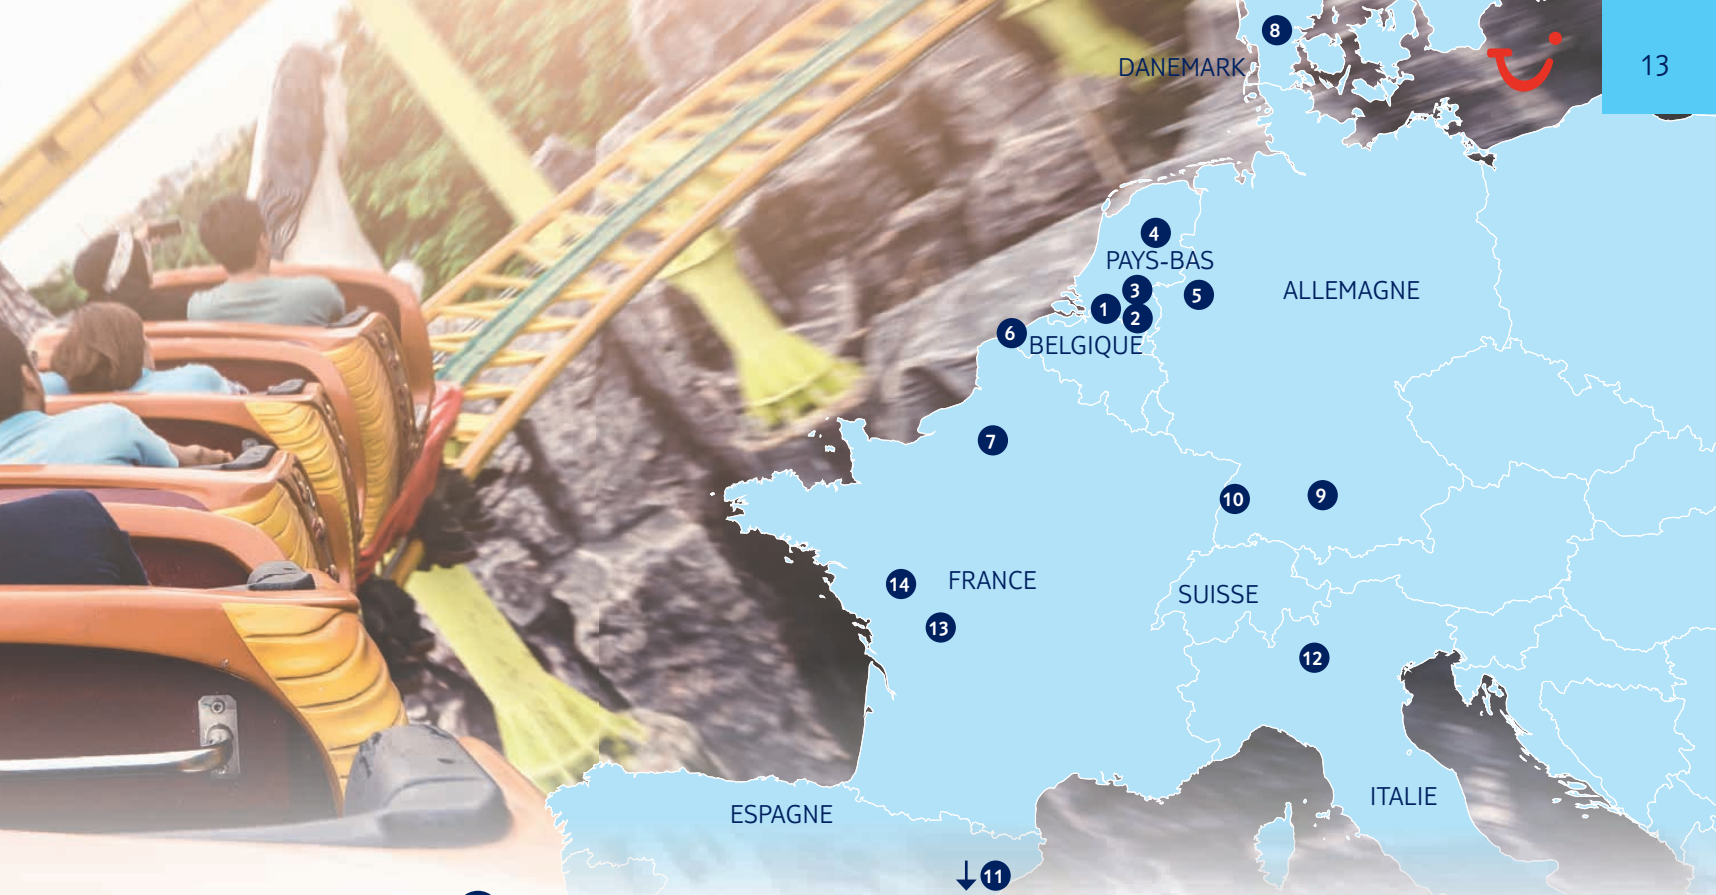 8
DANEMARK
13
4
PAYS-BAS
ALLEMAGNE
3
5
1
2
6
BELGIQUE
7
10
9
14
FRANCE
SUISSE
13
12
ITALIE
ESPAGNE
11